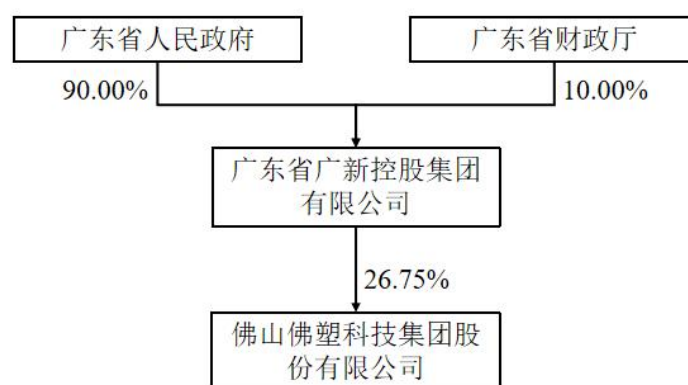 广东省人民政府
广东省财政厅
90.00%
10.00%
广东省广新控股集团
有限公司
26.75%
佛山佛塑科技集团股
份有限公司